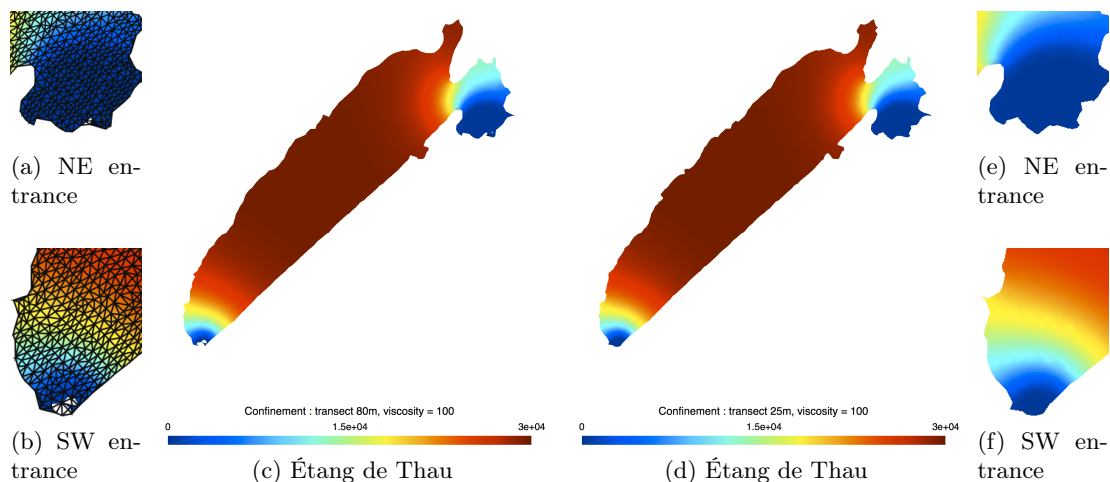 (a) NE en-
trance
(b) SW en-
trance
Confinement : transect 80m, viscosity = 100
0 1.5e+04 3e+04
(c) Étang de Thau
Confinement : transect 25m, viscosity = 100
0 1.5e+04 3e+04
(d) Étang de Thau
(e) NE en-
trance
(f) SW en-
trance